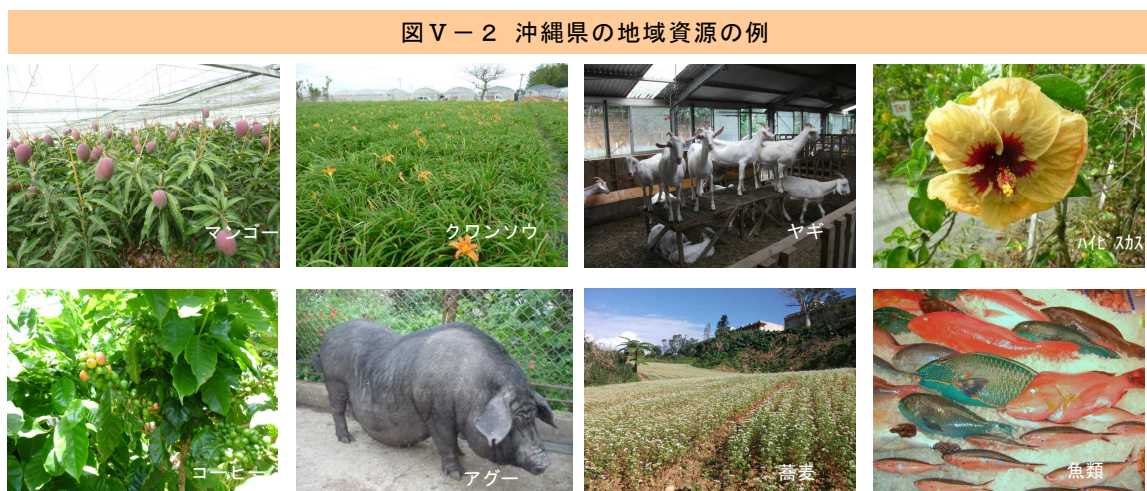 図Ⅴ－２ 沖縄県の地域資源の例
マンゴー
クワンソウ
ヤギ
ﾊｲﾋﾞｽｶｽ
コーヒー
アグー
蕎麦
魚類